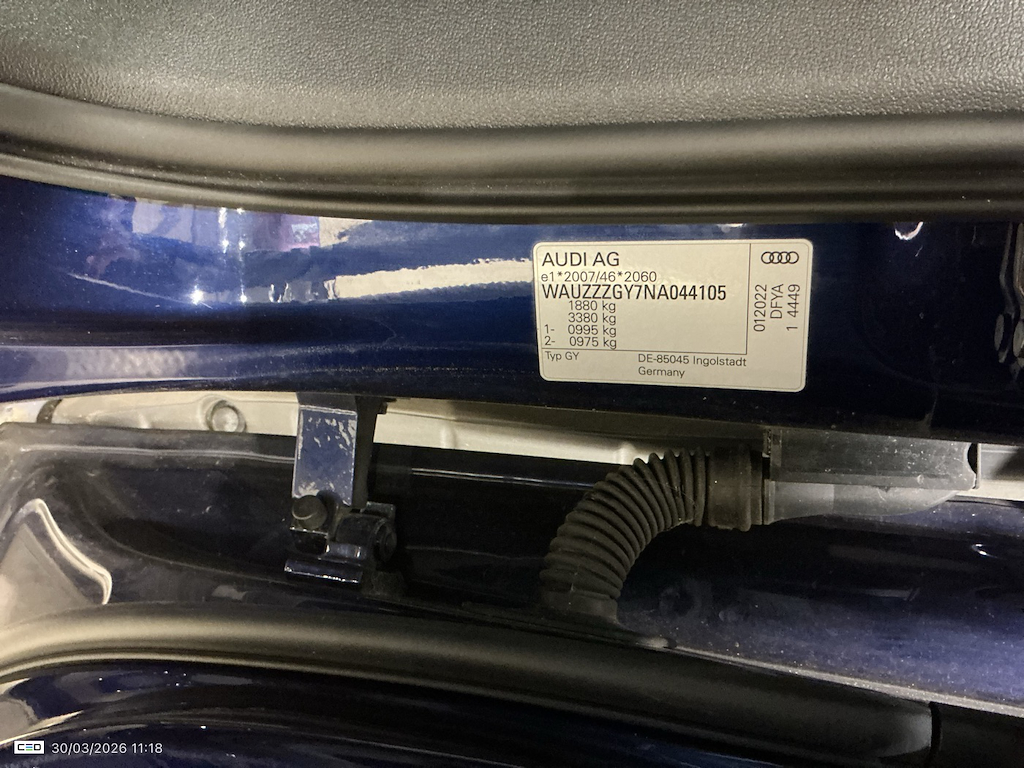 AUDI AG
e1*2007/46*2060
WAUZZZGY7NA044105
1880 kg
3380 kg
1- 0995 kg
2- 0975 kg
Typ GY
DE-85045 Ingolstadt
Germany
012022
DFYA
1 4449
CEO 30/03/2026 11:18